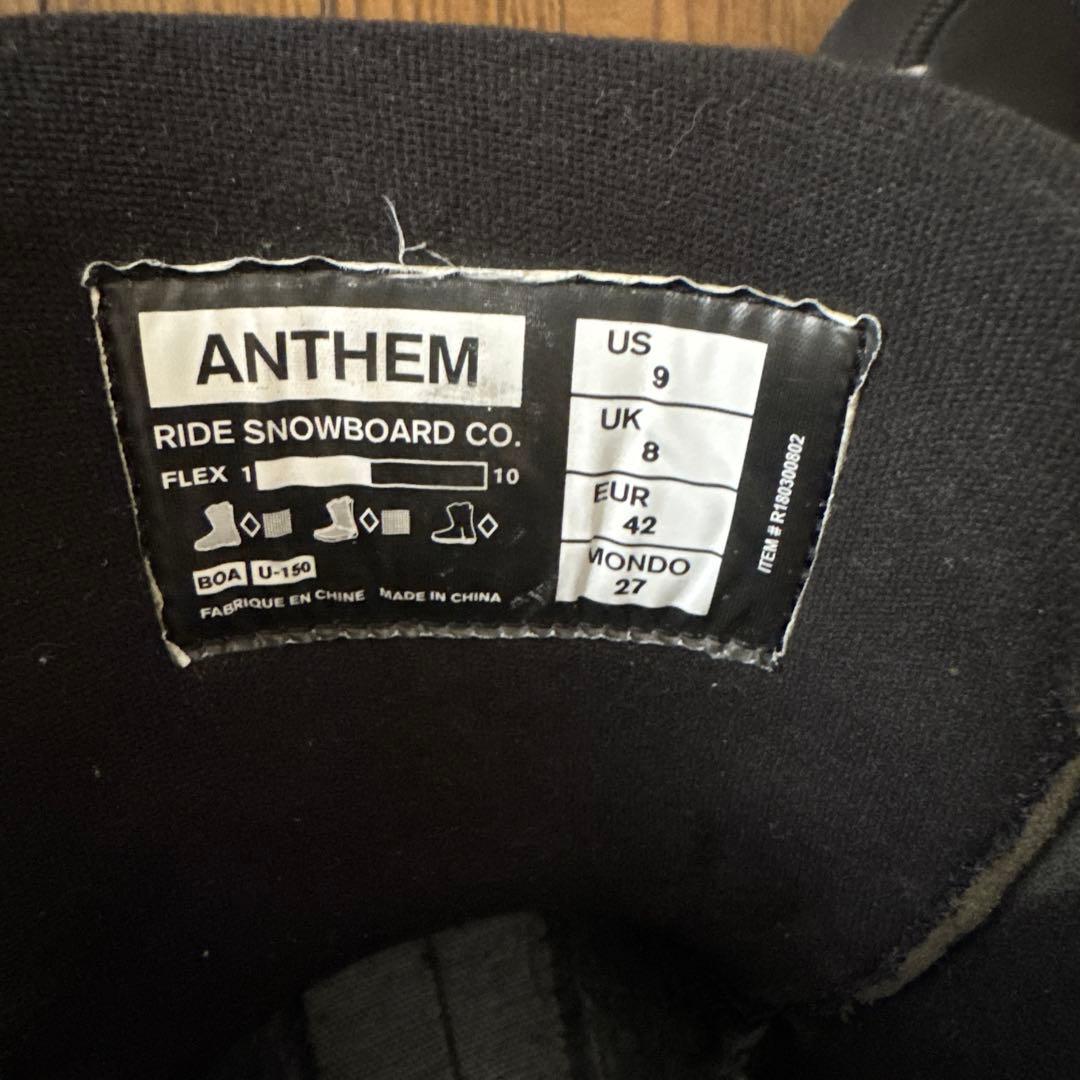 ANTHEM
RIDE SNOWBOARD CO.
FLEX 1 10
BOA U-150
FABRIQUE EN CHINE MADE IN CHINA
US
9
UK
8
EUR
42
MONDO
27
ITEM # R180300802